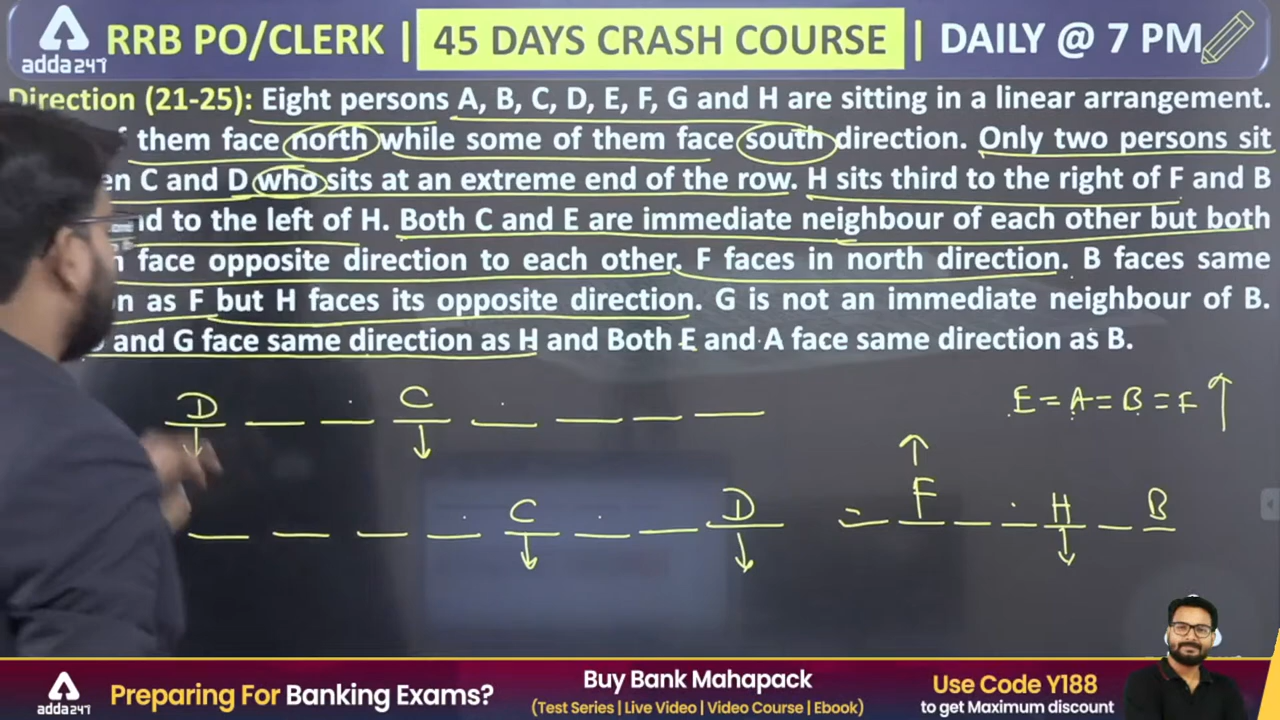 adda247 RRB PO/CLERK | 45 DAYS CRASH COURSE | DAILY @ 7 PM
Direction (21-25): Eight persons A, B, C, D, E, F, G and H are sitting in a linear arrangement.
them face north while some of them face south direction. Only two persons sit
C and D who sits at an extreme end of the row. H sits third to the right of F and B
to the left of H. Both C and E are immediate neighbour of each other but both
face opposite direction to each other. F faces in north direction. B faces same
as F but H faces its opposite direction. G is not an immediate neighbour of B.
and G face same direction as H and Both E and A face same direction as B.
D C
E = A = B = F ↑
C D F H B
adda247 Preparing For Banking Exams?
Buy Bank Mahapack
(Test Series | Live Video | Video Course | Ebook)
Use Code Y188
to get Maximum discount